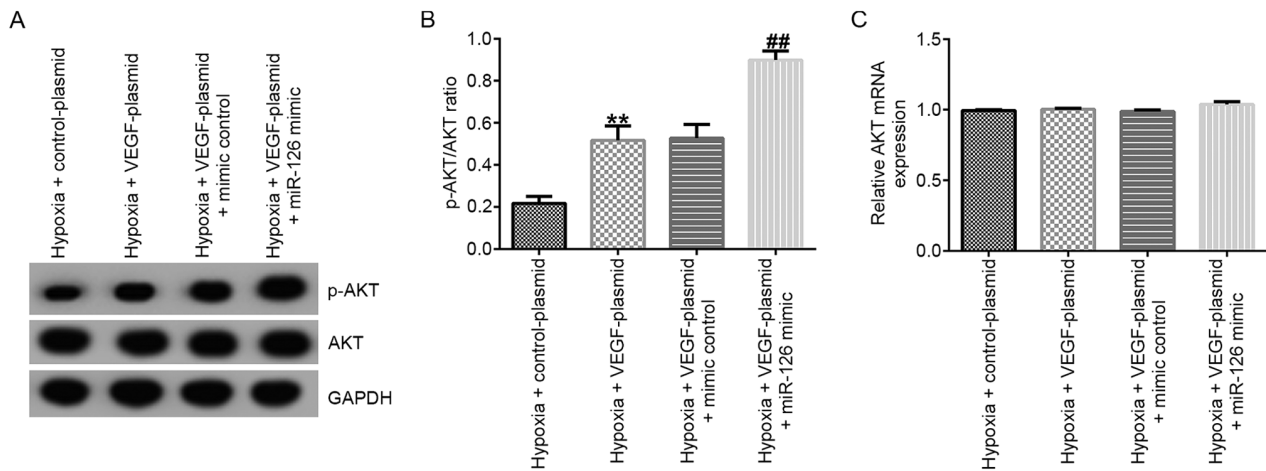 A
Hypoxia + control-plasmid
Hypoxia + VEGF-plasmid
Hypoxia + VEGF-plasmid
+ mimic control
Hypoxia + VEGF-plasmid
+ miR-126 mimic
p-AKT
AKT
GAPDH
B
p-AKT/AKT ratio
1.0
0.8
0.6
0.4
0.2
0.0
**
##
Hypoxia + control-plasmid
Hypoxia + VEGF-plasmid
Hypoxia + VEGF-plasmid
+ mimic control
Hypoxia + VEGF-plasmid
+ miR-126 mimic
C
Relative AKT mRNA
expression
1.5
1.0
0.5
0.0
Hypoxia + control-plasmid
Hypoxia + VEGF-plasmid
Hypoxia + VEGF-plasmid
+ mimic control
Hypoxia + VEGF-plasmid
+ miR-126 mimic